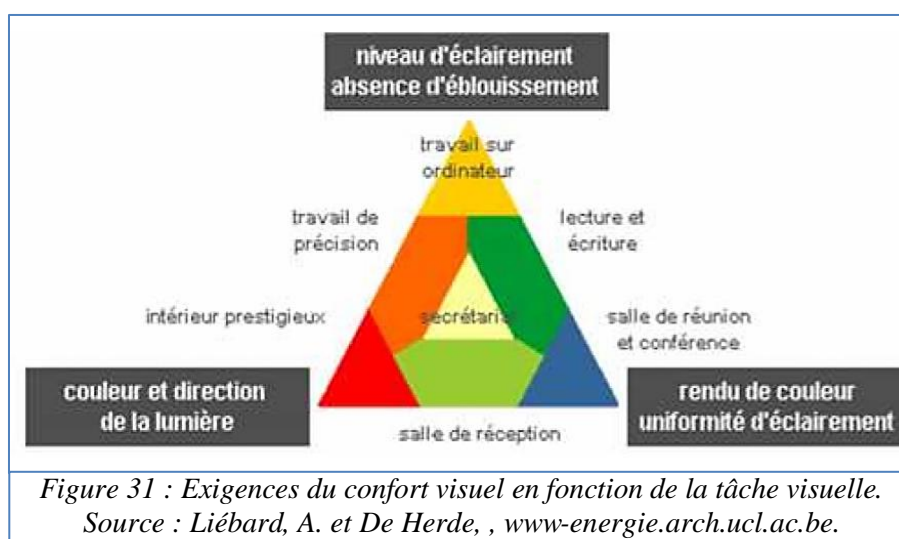 niveau d'éclairement
absence d'éblouissement
travail sur
ordinateur
travail de
précision
lecture et
écriture
intérieur prestigieux
secrétariat
salle de réunion
et conférence
couleur et direction
de la lumière
rendu de couleur
uniformité d'éclairement
salle de réception
Figure 31 : Exigences du confort visuel en fonction de la tâche visuelle.
Source : Liébard, A. et De Herde, , www-energie.arch.ucl.ac.be.